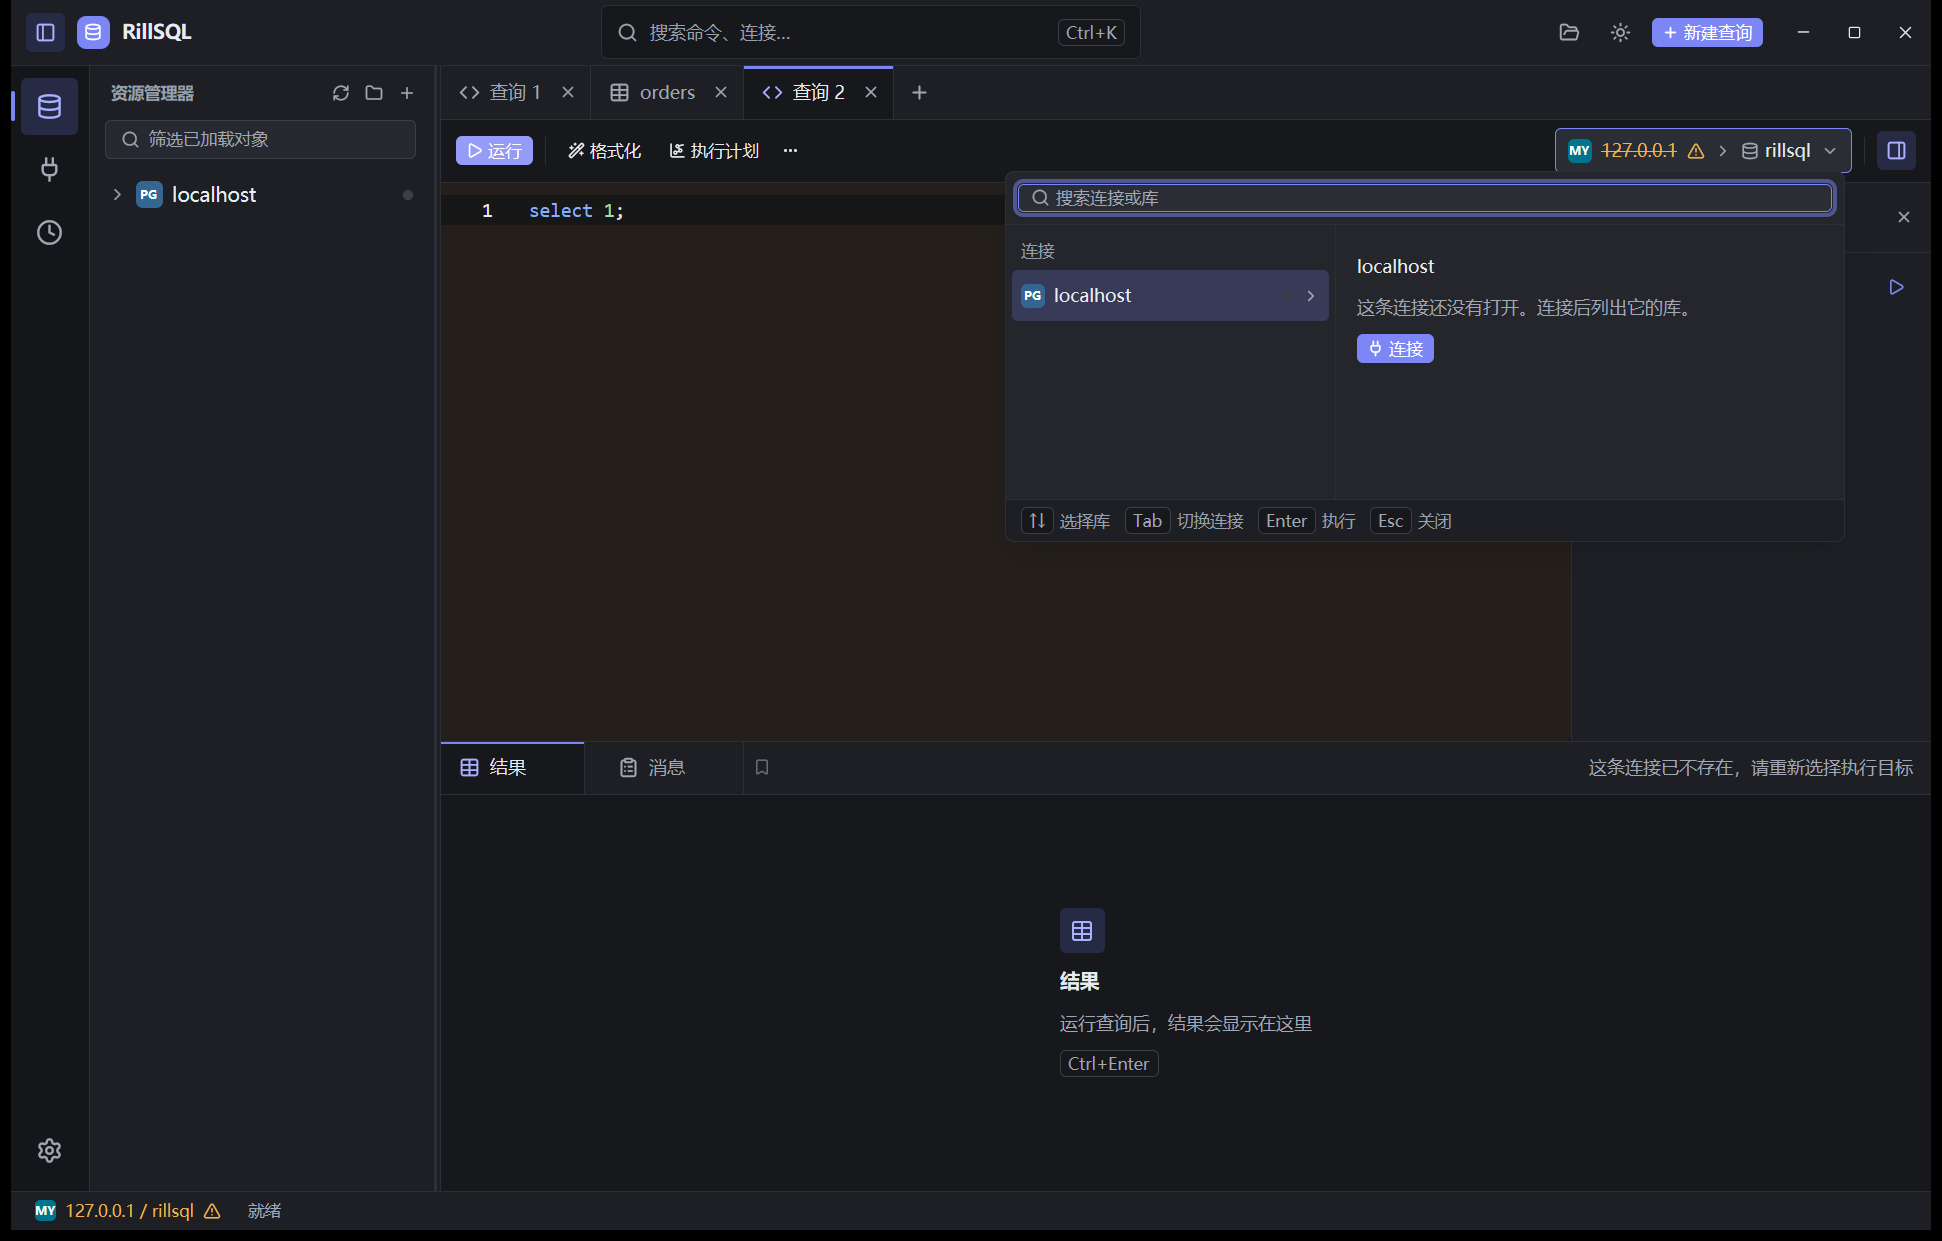 RillSQL
搜索命令、连接...
Ctrl+K
+ 新建查询
资源管理器
筛选已加载对象
PG localhost
查询 1
orders
查询 2
运行
格式化
执行计划
MY 127.0.0.1
rillsql
1 select 1;
搜索连接或库
连接
PG localhost
localhost
这条连接还没有打开。连接后列出它的库。
连接
↑↓ 选择库 Tab 切换连接 Enter 执行 Esc 关闭
结果
消息
这条连接已不存在，请重新选择执行目标
结果
运行查询后，结果会显示在这里
Ctrl+Enter
MY 127.0.0.1 / rillsql
就绪